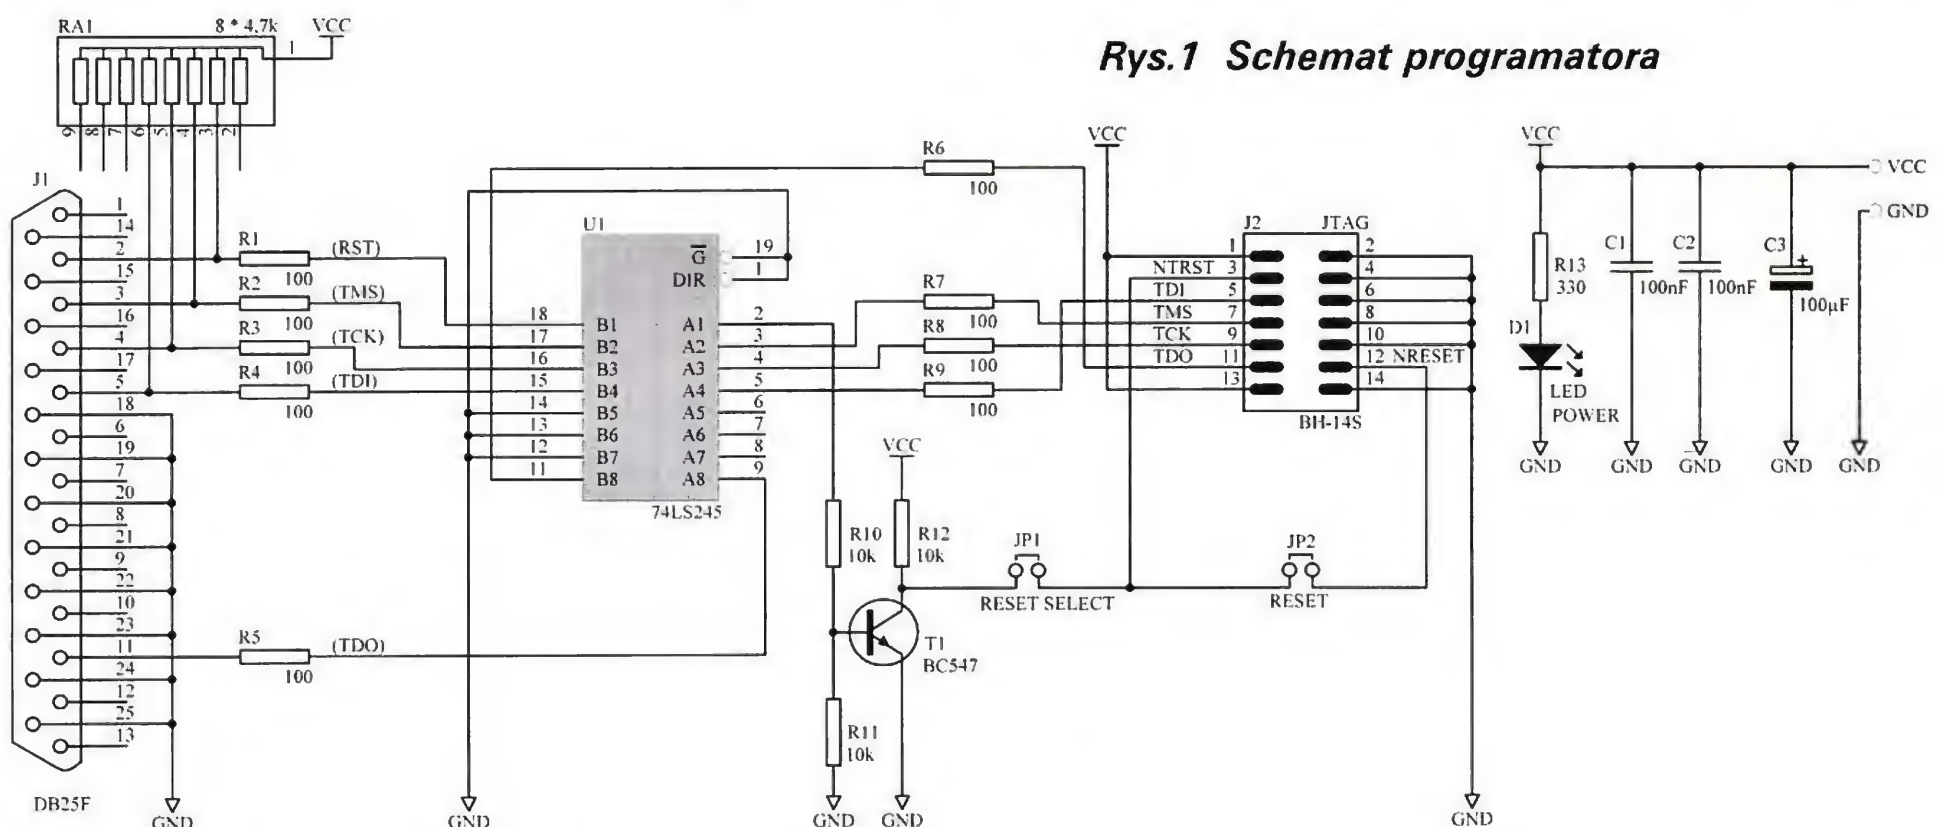 Rys.1 Schemat programatora
RA1 8 * 4,7k
1 VCC
9 8 7 6 5 4 3 2
J1
1
14
2
15
3
16
4
17
5
18
6
19
7
20
8
21
9
22
10
23
11
24
12
25
13
DB25F
GND
R1 100 (RST)
R2 100 (TMS)
R3 100 (TCK)
R4 100 (TDI)
R5 100 (TDO)
U1
G 19
DIR 1
18 B1 A1 2
17 B2 A2 3
16 B3 A3 4
15 B4 A4 5
14 B5 A5 6
13 B6 A6 7
12 B7 A7 8
11 B8 A8 9
74LS245
GND
R6 100
R7 100
R8 100
R9 100
VCC
R10 10k
R12 10k
T1
BC547
R11 10k
GND GND
JP1
RESET SELECT
JP2
RESET
VCC
J2 JTAG
1 2
NTRST 3 4
TDI 5 6
TMS 7 8
TCK 9 10
TDO 11 12 NRESET
13 14
BH-14S
GND
VCC
VCC
GND
R13 330
D1
LED
POWER
C1 100nF
C2 100nF
C3 +
100µF
GND GND GND GND GND